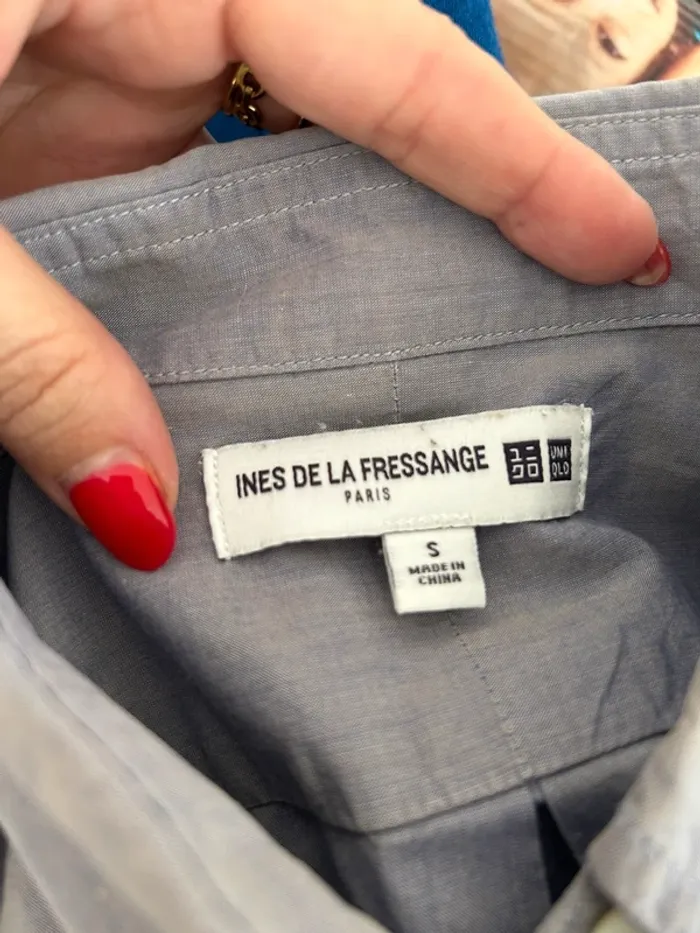 INES DE LA FRESSANGE
PARIS
ユニ
クロ
UNI
QLO
S
MADE IN
CHINA